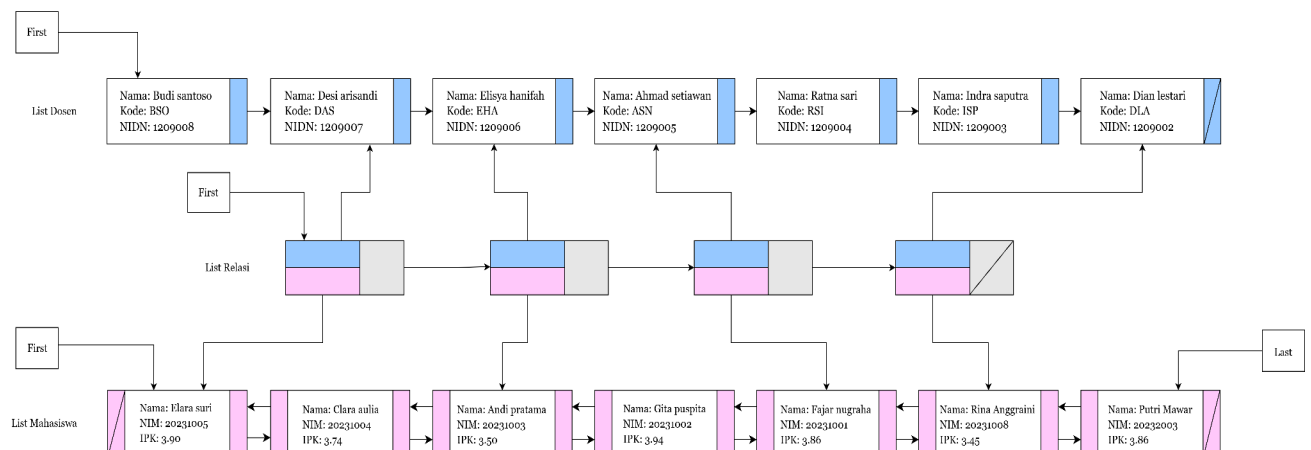 First
List Dosen
Nama: Budi santoso
Kode: BSO
NIDN: 1209008
Nama: Desi arisandi
Kode: DAS
NIDN: 1209007
Nama: Elisya hanifah
Kode: EHA
NIDN: 1209006
Nama: Ahmad setiawan
Kode: ASN
NIDN: 1209005
Nama: Ratna sari
Kode: RSI
NIDN: 1209004
Nama: Indra saputra
Kode: ISP
NIDN: 1209003
Nama: Dian lestari
Kode: DLA
NIDN: 1209002
First
List Relasi
First
Last
List Mahasiswa
Nama: Elara suri
NIM: 20231005
IPK: 3.90
Nama: Clara aulia
NIM: 20231004
IPK: 3.74
Nama: Andi pratama
NIM: 20231003
IPK: 3.50
Nama: Gita puspita
NIM: 20231002
IPK: 3.94
Nama: Fajar nugraha
NIM: 20231001
IPK: 3.86
Nama: Rina Anggraini
NIM: 20231008
IPK: 3.45
Nama: Putri Mawar
NIM: 20232003
IPK: 3.86